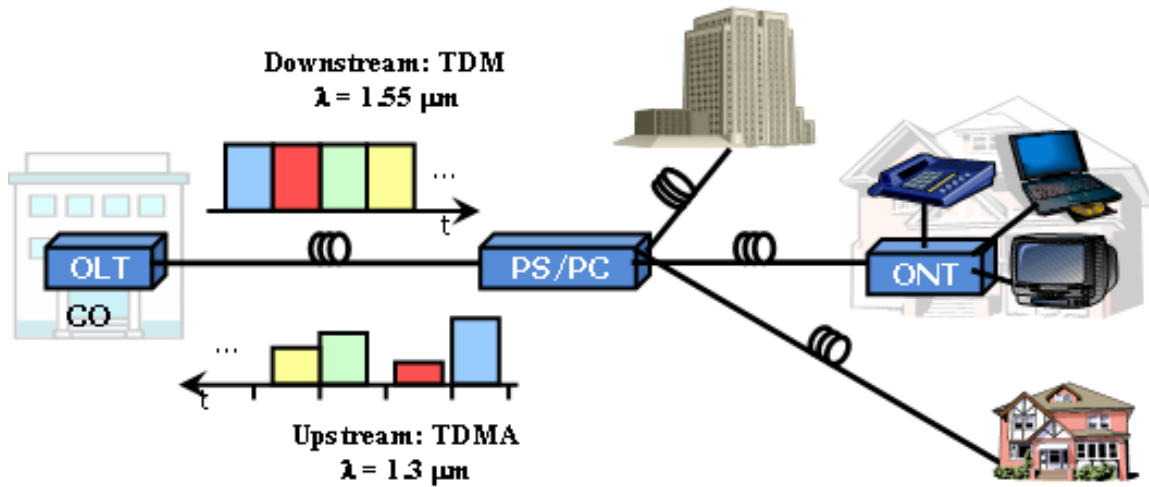 Downstream: TDM
λ = 1.55 µm
...
t
OLT
PS/PC
ONT
CO
...
t
Upstream: TDMA
λ = 1.3 µm